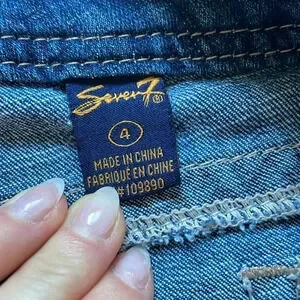 Seven7®
4
MADE IN CHINA
FABRIQUÉ EN CHINE
#109890